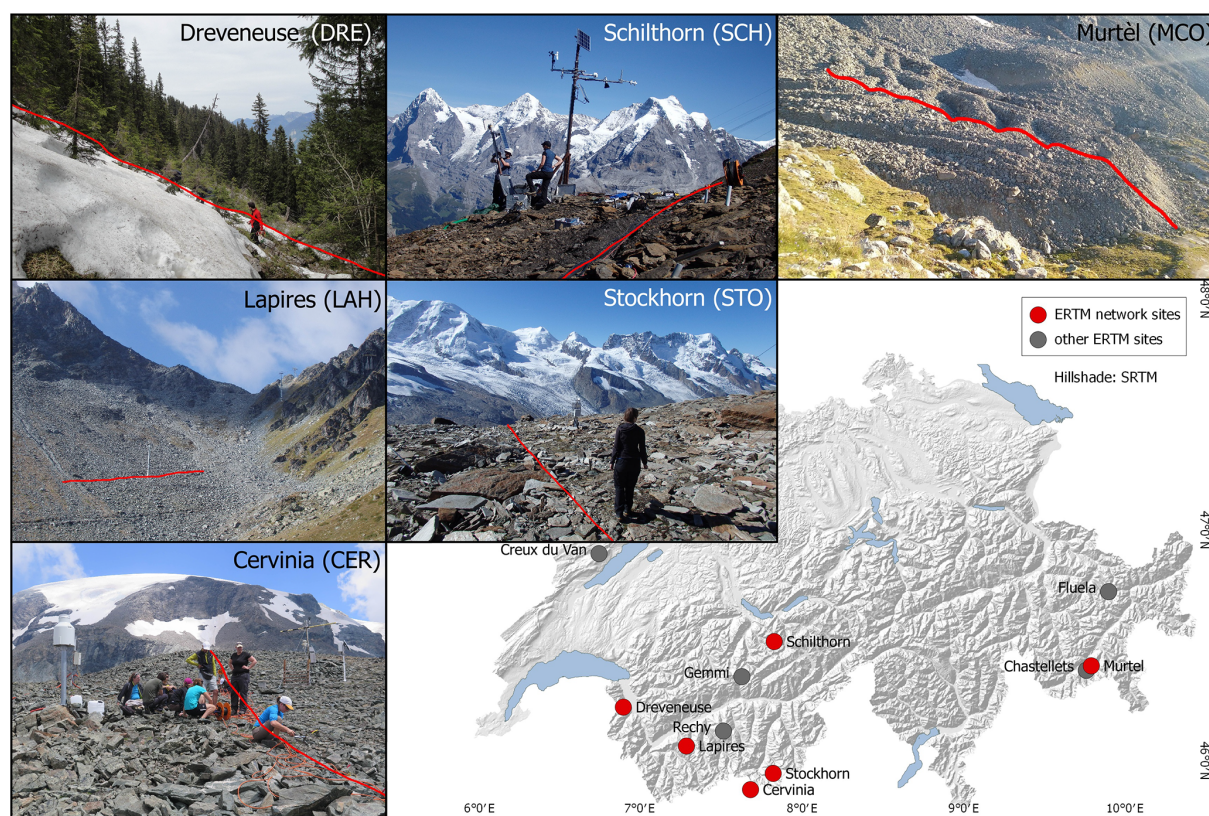 Dreveneuse (DRE)
Schilthorn (SCH)
Murtèl (MCO)
Lapires (LAH)
Stockhorn (STO)
48°0'N
ERTM network sites
other ERTM sites
Hillshade: SRTM
Cervinia (CER)
47°0'N
Creux du Van
Fluela
Schilthorn
Gemmi
Chastellets
Murtel
Dreveneuse
Rechy
Lapires
46°0'N
Stockhorn
Cervinia
6°0'E
7°0'E
8°0'E
9°0'E
10°0'E